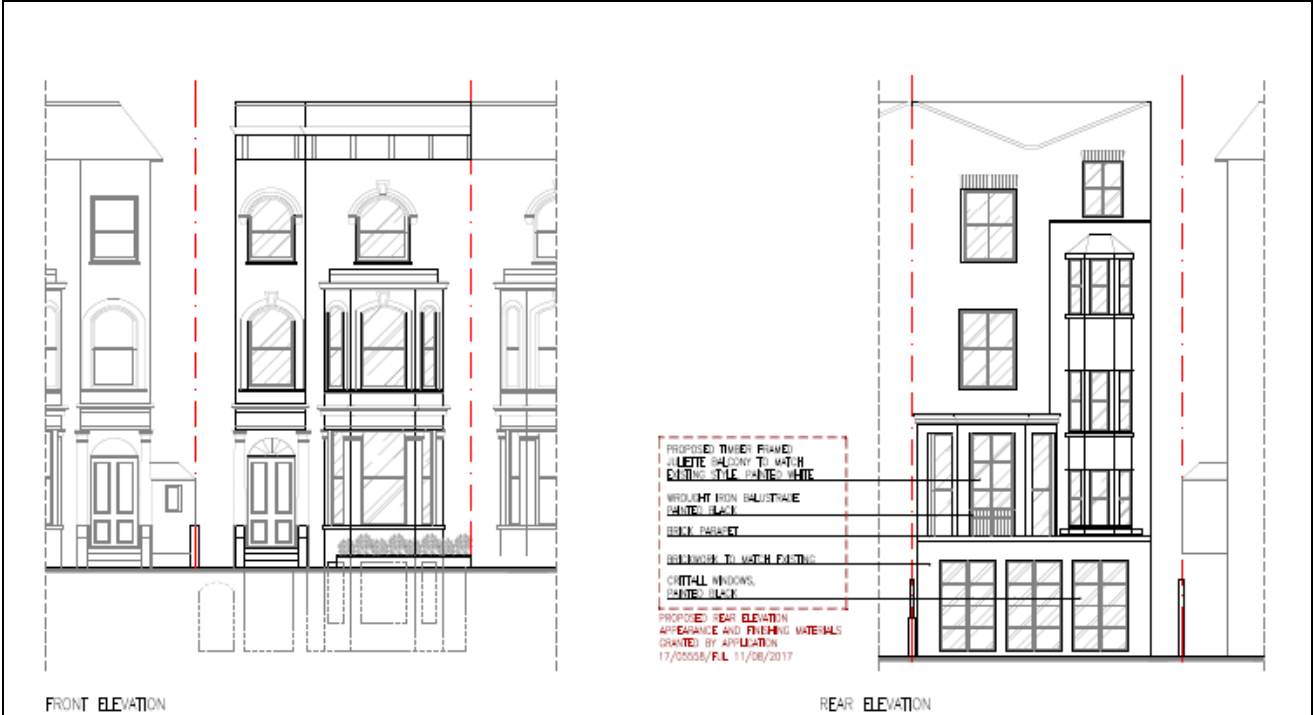 PROPOSED TIMBER FRAMED
JULIETTE BALCONY TO MATCH
EXISTING STYLE, PAINTED WHITE
WROUGHT IRON BALUSTRADE
PAINTED BLACK
BRICK PARAPET
BRICKWORK TO MATCH EXISTING
CRITTALL WINDOWS,
PAINTED BLACK
PROPOSED REAR ELEVATION
APPEARANCE AND FINISHING MATERIALS
GRANTED BY APPLICATION
17/05558/FUL 11/08/2017
FRONT ELEVATION
REAR ELEVATION